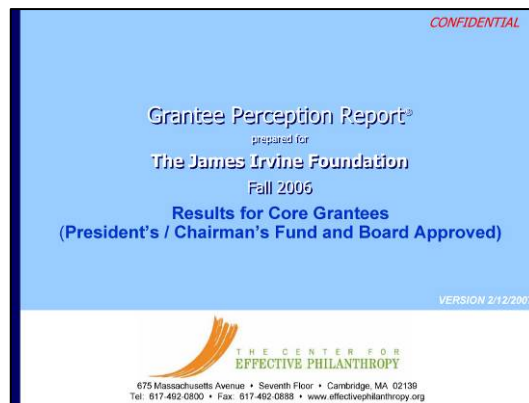 CONFIDENTIAL
Grantee Perception Report®
prepared for
The James Irvine Foundation
Fall 2006
Results for Core Grantees
(President's / Chairman's Fund and Board Approved)
VERSION 2/12/2007
THE CENTER FOR
EFFECTIVE PHILANTHROPY
675 Massachusetts Avenue • Seventh Floor • Cambridge, MA 02139
Tel: 617-492-0800 • Fax: 617-492-0888 • www.effectivephilanthropy.org